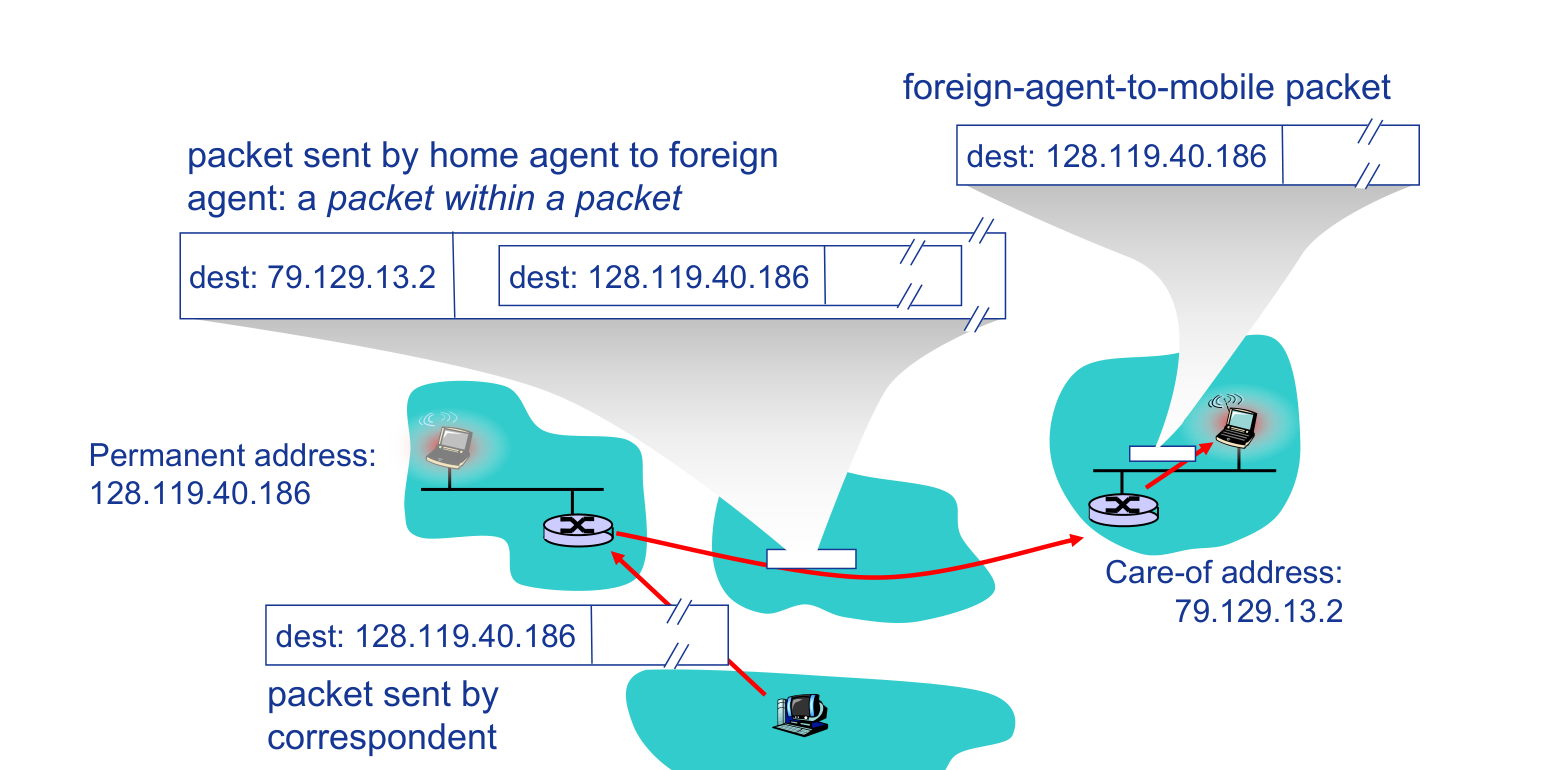 foreign-agent-to-mobile packet
dest: 128.119.40.186
packet sent by home agent to foreign
agent: a packet within a packet
dest: 79.129.13.2
dest: 128.119.40.186
Permanent address:
128.119.40.186
Care-of address:
79.129.13.2
dest: 128.119.40.186
packet sent by
correspondent